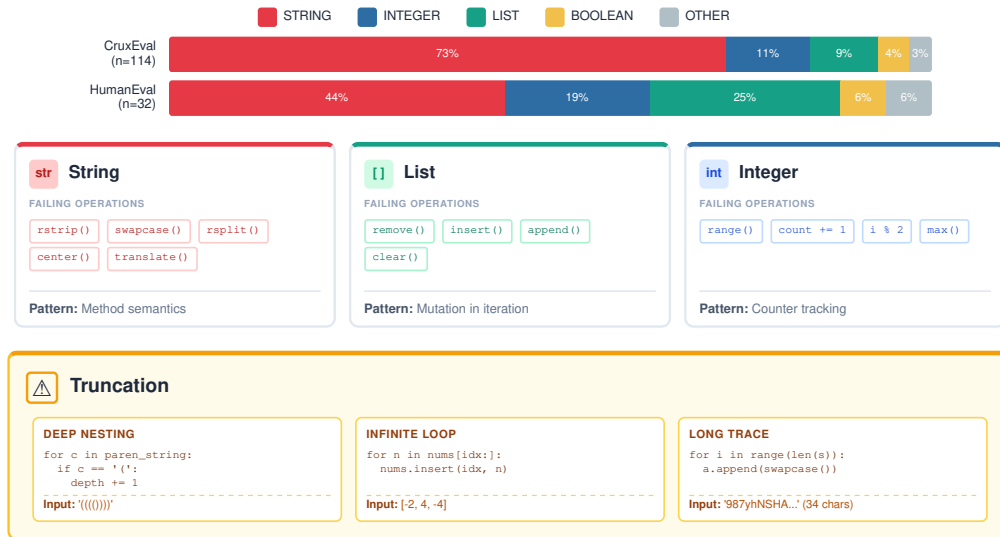 STRING INTEGER LIST BOOLEAN OTHER
CruxEval
(n=114)
73% 11% 9% 4% 3%
HumanEval
(n=32)
44% 19% 25% 6% 6%
str String
FAILING OPERATIONS
rstrip() swapcase() rsplit()
center() translate()
Pattern: Method semantics
[] List
FAILING OPERATIONS
remove() insert() append()
clear()
Pattern: Mutation in iteration
int Integer
FAILING OPERATIONS
range() count += 1 i % 2 max()
Pattern: Counter tracking
⚠ Truncation
DEEP NESTING
for c in paren_string:
if c == '(':
depth += 1
Input: '(((())))'
INFINITE LOOP
for n in nums[idx:]:
nums.insert(idx, n)
Input: [-2, 4, -4]
LONG TRACE
for i in range(len(s)):
a.append(swapcase())
Input: '987yhNSHA...' (34 chars)